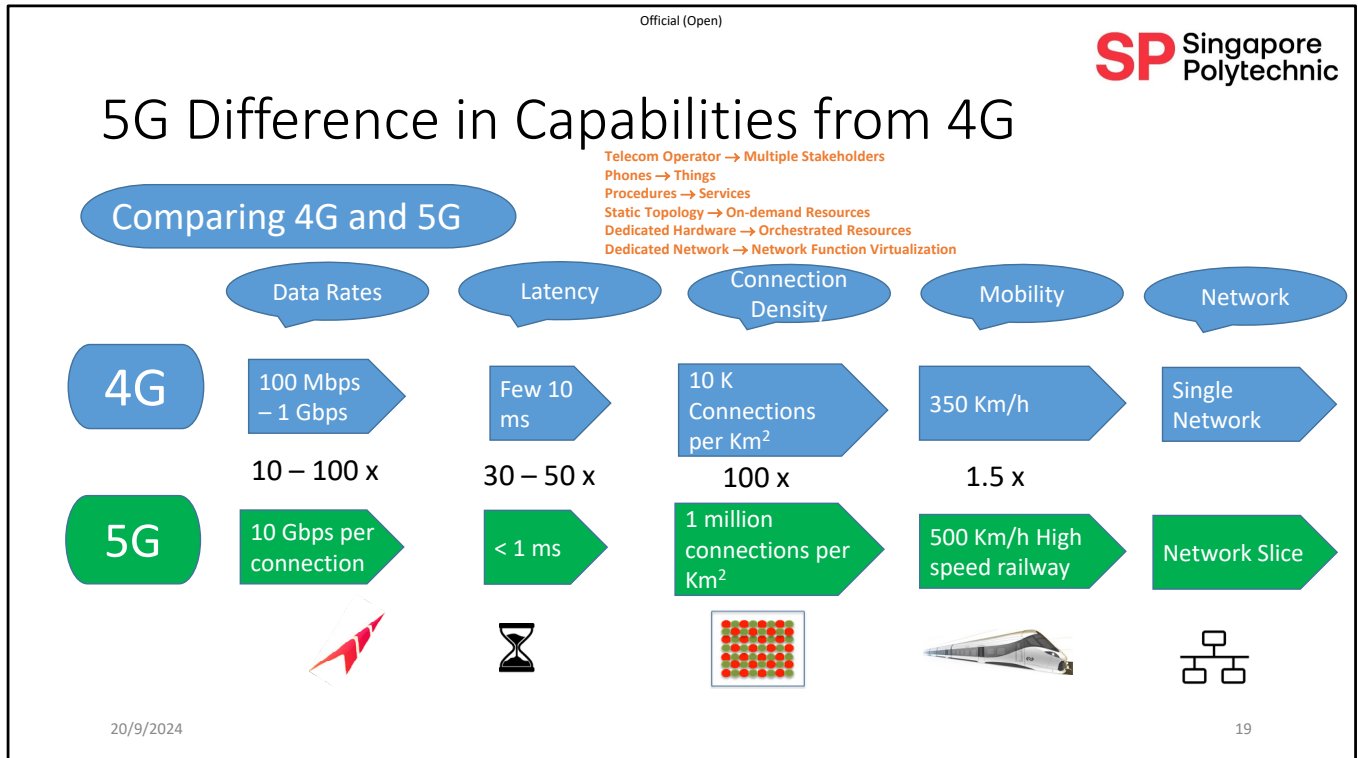 Official (Open)
SP Singapore
Polytechnic
5G Difference in Capabilities from 4G
Telecom Operator → Multiple Stakeholders
Phones → Things
Procedures → Services
Static Topology → On-demand Resources
Dedicated Hardware → Orchestrated Resources
Dedicated Network → Network Function Virtualization
Comparing 4G and 5G
Data Rates
Latency
Connection
Density
Mobility
Network
4G
100 Mbps
– 1 Gbps
Few 10
ms
10 K
Connections
per Km²
350 Km/h
Single
Network
10 – 100 x
30 – 50 x
100 x
1.5 x
5G
10 Gbps per
connection
< 1 ms
1 million
connections per
Km²
500 Km/h High
speed railway
Network Slice
20/9/2024
19